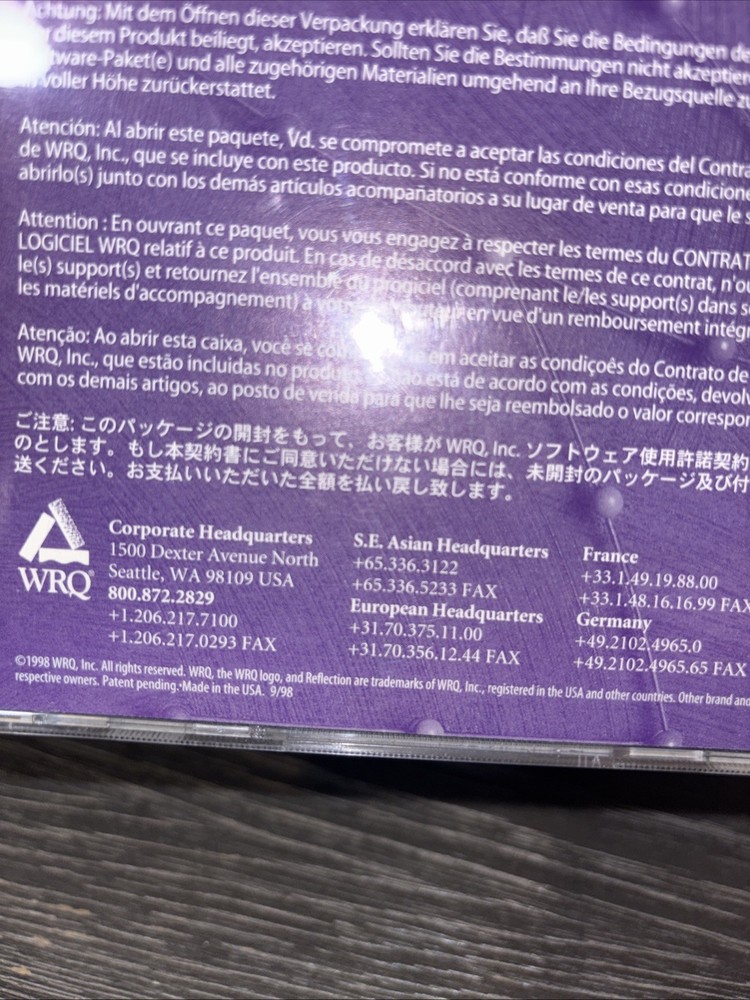 Achtung: Mit dem Öffnen dieser Verpackung erklären Sie, daß Sie die Bedingungen
diesem Produkt beiliegt, akzeptieren. Sollten Sie die Bestimmungen nicht
und alle zugehörigen Materialien umgehend an Ihre Bezugsquelle
voller Höhe zurückerstattet.
Atención: Al abrir este paquete, Vd. se compromete a aceptar las condiciones del
de WRQ, Inc., que se incluye con este producto. Si no está conforme con esas
abrirlo(s) junto con los demás artículos acompañatorios a su lugar de venta para que le
Attention : En ouvrant ce paquet, vous vous engagez à respecter les termes du CONTRAT
LOGICIEL WRQ relatif à ce produit. En cas de désaccord avec les termes de ce contrat,
le(s) support(s) et retournez l'ensemble du progiciel (comprenant le/les support(s) dans
les matériels d'accompagnement) à en vue d'un remboursement
Atenção: Ao abrir esta caixa, você se em aceitar as condições do Contrato de
WRQ, Inc., que estão incluidas no está de acordo com as condições,
com os demais artigos, ao posto de venda para que lhe seja reembolsado o valor
ご注意: このパッケージの開封をもって、お客様が WRQ, Inc. ソフトウェア使用許諾契約
のとします。もし本契約書にご同意いただけない場合には、未開封のパッケージ及び付
送ください。お支払いいただいた全額を払い戻し致します。
WRQ®
Corporate Headquarters
1500 Dexter Avenue North
Seattle, WA 98109 USA
800.872.2829
+1.206.217.7100
+1.206.217.0293 FAX
S.E. Asian Headquarters
+65.336.3122
+65.336.5233 FAX
European Headquarters
+31.70.375.11.00
+31.70.356.12.44 FAX
France
+33.1.49.19.88.00
+33.1.48.16.16.99 FAX
Germany
+49.2102.4965.0
+49.2102.4965.65 FAX
©1998 WRQ, Inc. All rights reserved. WRQ, the WRQ logo, and Reflection are trademarks of WRQ, Inc., registered in the USA and other countries. Other brand and
respective owners. Patent pending. Made in the USA. 9/98